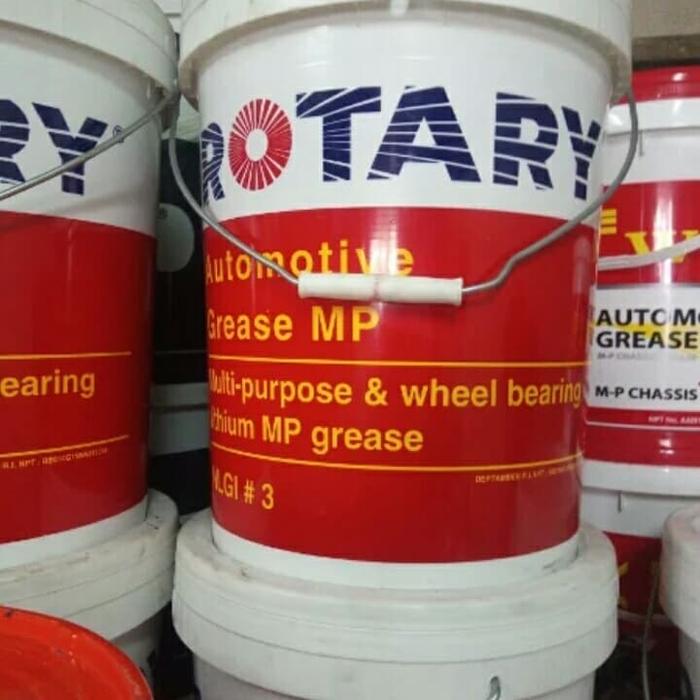 RY®
earing
ROTARY
Automotive
Grease MP
Multi-purpose & wheel bearing
lithium MP grease
NLGI # 3
AUTOMO
GREASE
M-P CHASSIS